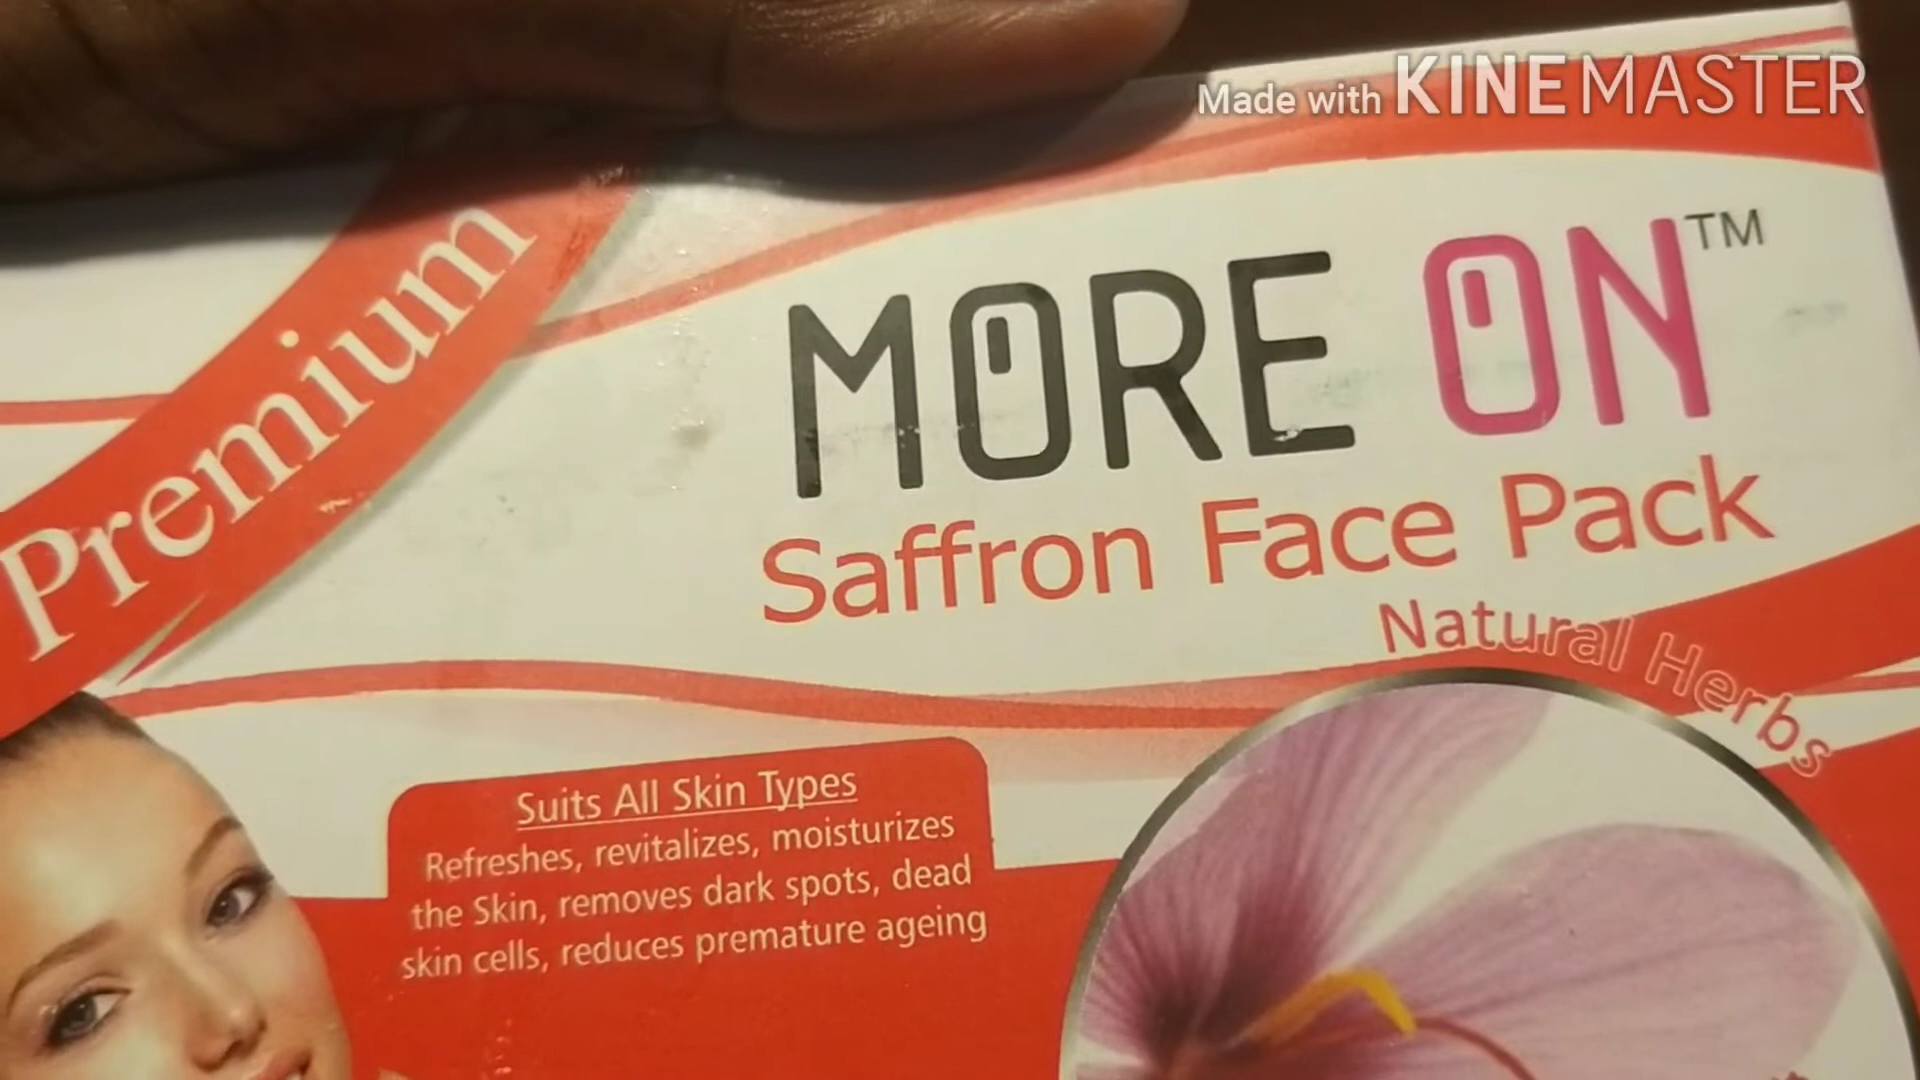 Made with KINEMASTER
Premium
MORE ON™
Saffron Face Pack
Natural Herbs
Suits All Skin Types
Refreshes, revitalizes, moisturizes
the Skin, removes dark spots, dead
skin cells, reduces premature ageing